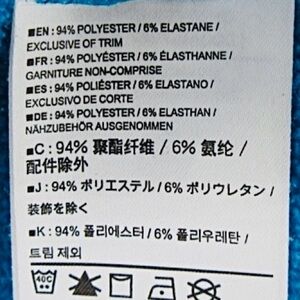 ■EN : 94% POLYESTER / 6% ELASTANE /
EXCLUSIVE OF TRIM
■FR : 94% POLYESTER / 6% ÉLASTHANNE /
GARNITURE NON-COMPRISE
■ES : 94% POLIÉSTER / 6% ELASTANO /
EXCLUSIVO DE CORTE
■DE : 94% POLYESTER / 6% ELASTHAN /
NÄHZUBEHÖR AUSGENOMMEN
■C : 94% 聚酯纤维 / 6% 氨纶 /
配件除外
■J : 94% ポリエステル / 6% ポリウレタン /
装飾を除く
■K : 94% 폴리에스터 / 6% 폴리우레탄 /
트림 제외
40C